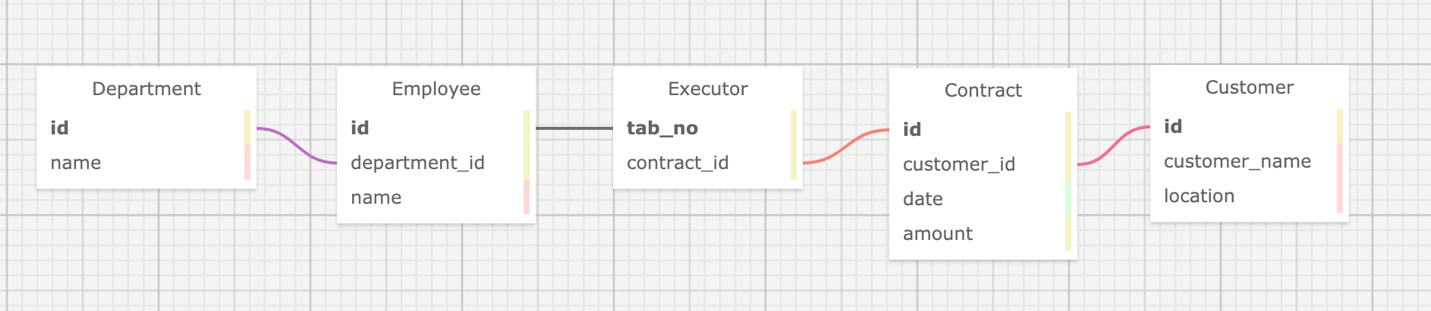 Department
id
name
Employee
id
department_id
name
Executor
tab_no
contract_id
Contract
id
customer_id
date
amount
Customer
id
customer_name
location